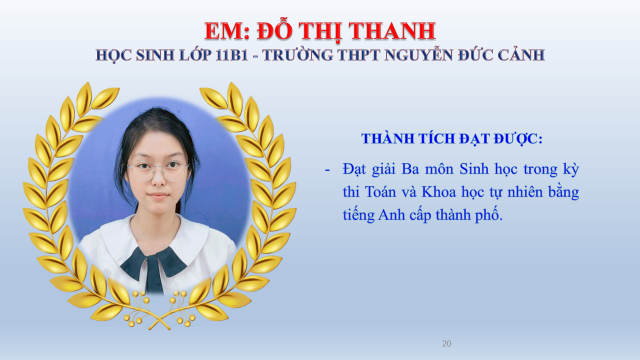 EM: ĐỖ THỊ THANH
HỌC SINH LỚP 11B1 - TRƯỜNG THPT NGUYỄN ĐỨC CẢNH
THÀNH TÍCH ĐẠT ĐƯỢC:
- Đạt giải Ba môn Sinh học trong kỳ
thi Toán và Khoa học tự nhiên bằng
tiếng Anh cấp thành phố.
20